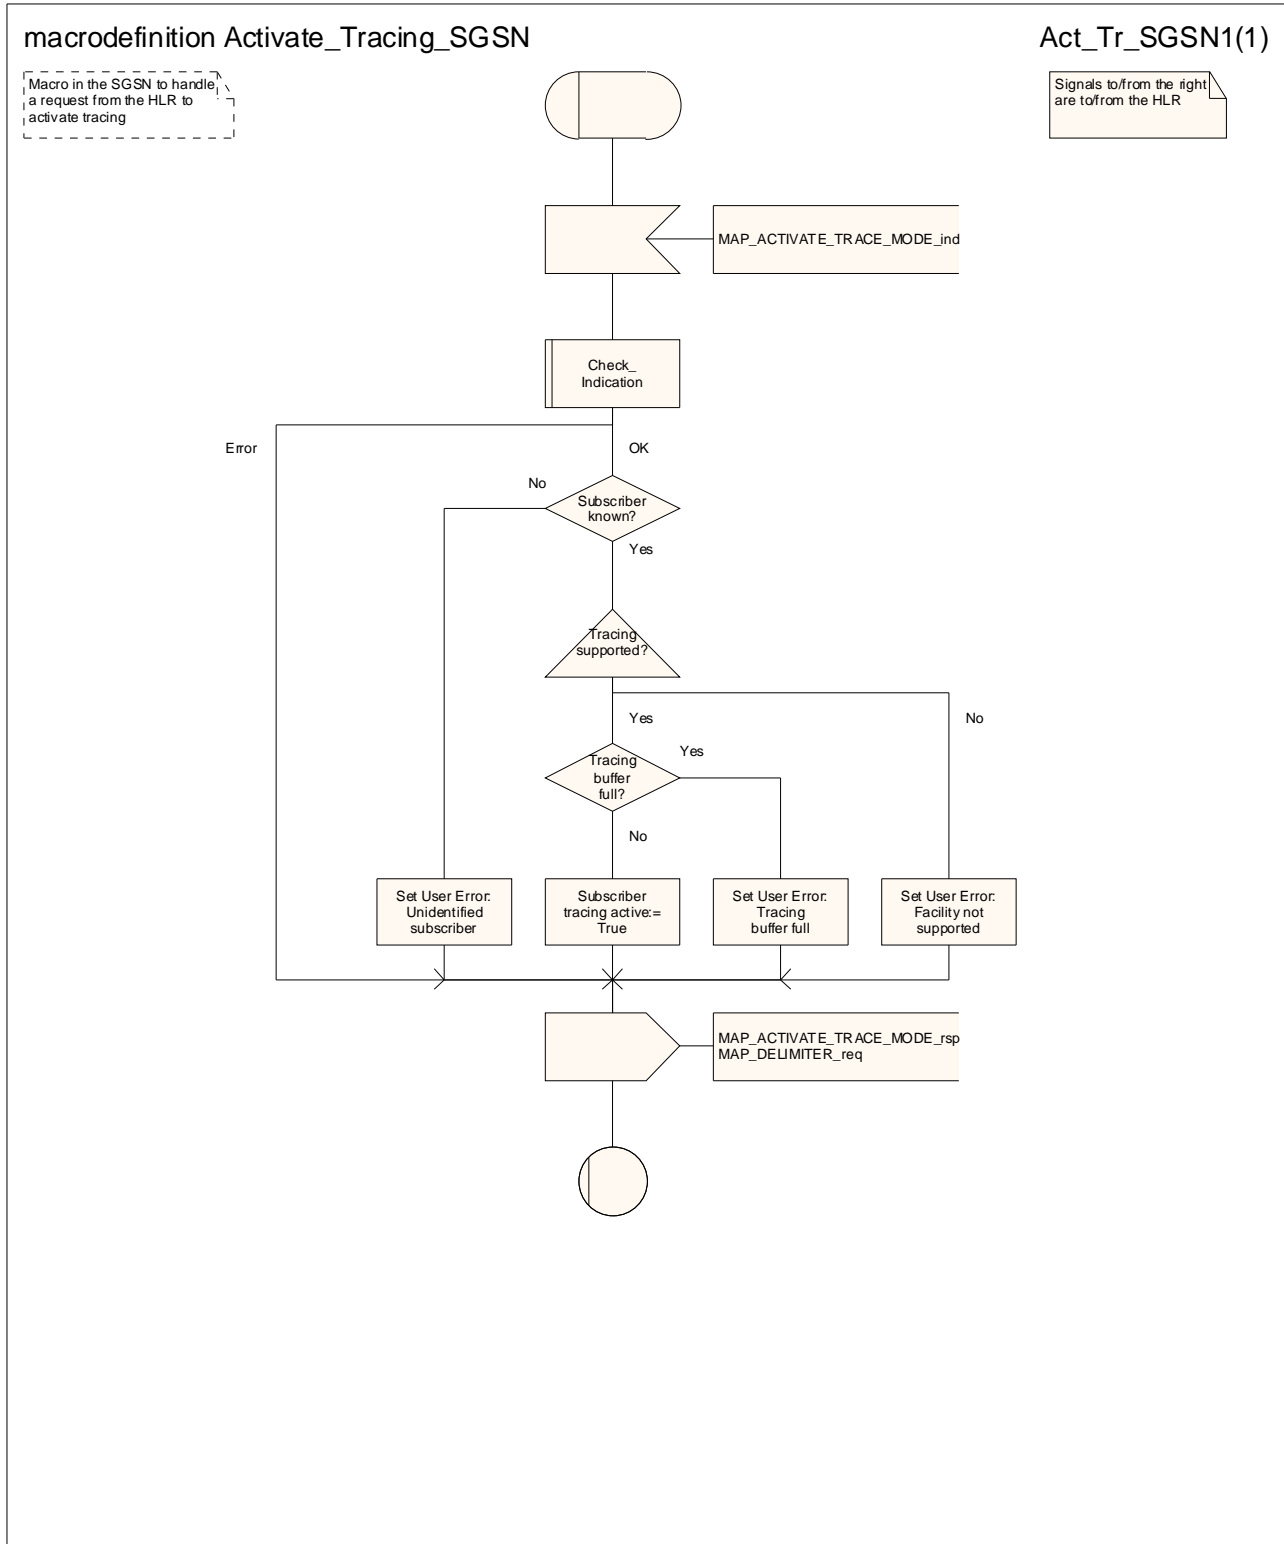 macrodefinition Activate_Tracing_SGSN
Act_Tr_SGSN1(1)
Macro in the SGSN to handle
a request from the HLR to
activate tracing
Signals to/from the right
are to/from the HLR
MAP_ACTIVATE_TRACE_MODE_ind
Check_
Indication
Error
OK
No
Subscriber
known?
Yes
Tracing
supported?
Yes
No
Yes
Tracing
buffer
full?
No
Set User Error:
Unidentified
subscriber
Subscriber
tracing active:=
True
Set User Error:
Tracing
buffer full
Set User Error:
Facility not
supported
MAP_ACTIVATE_TRACE_MODE_rsp
MAP_DELIMITER_req